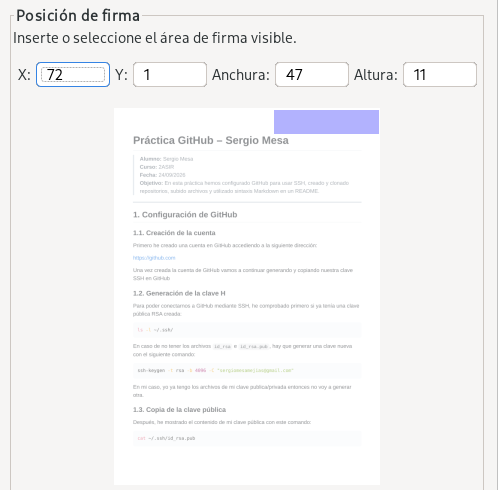 Posición de firma
Inserte o seleccione el área de firma visible.
X: 72 Y: 1 Anchura: 47 Altura: 11
Práctica GitHub – Sergio Mesa
Alumno: Sergio Mesa
Curso: 2ASIR
Fecha: 24/09/2026
Objetivo: En esta práctica hemos configurado GitHub para usar SSH, creado y clonado
repositorios, subido archivos y utilizado sintaxis Markdown en un README.
1. Configuración de GitHub
1.1. Creación de la cuenta
Primero he creado una cuenta en GitHub accediendo a la siguiente dirección:
https://github.com
Una vez creada la cuenta de GitHub vamos a continuar generando y copiando nuestra clave
SSH en GitHub
1.2. Generación de la clave H
Para poder conectarnos a GitHub mediante SSH, he comprobado primero si ya tenía una clave
pública RSA creada:
ls -l ~/.ssh/
En caso de no tener los archivos id_rsa e id_rsa.pub, hay que generar una clave nueva
con el siguiente comando:
ssh-keygen -t rsa -b 4096 -C
En mi caso, yo ya tengo los archivos de mi clave publica/privada entonces no voy a generar
otra.
1.3. Copia de la clave pública
Después, he mostrado el contenido de mi clave pública con este comando:
cat ~/.ssh/id_rsa.pub